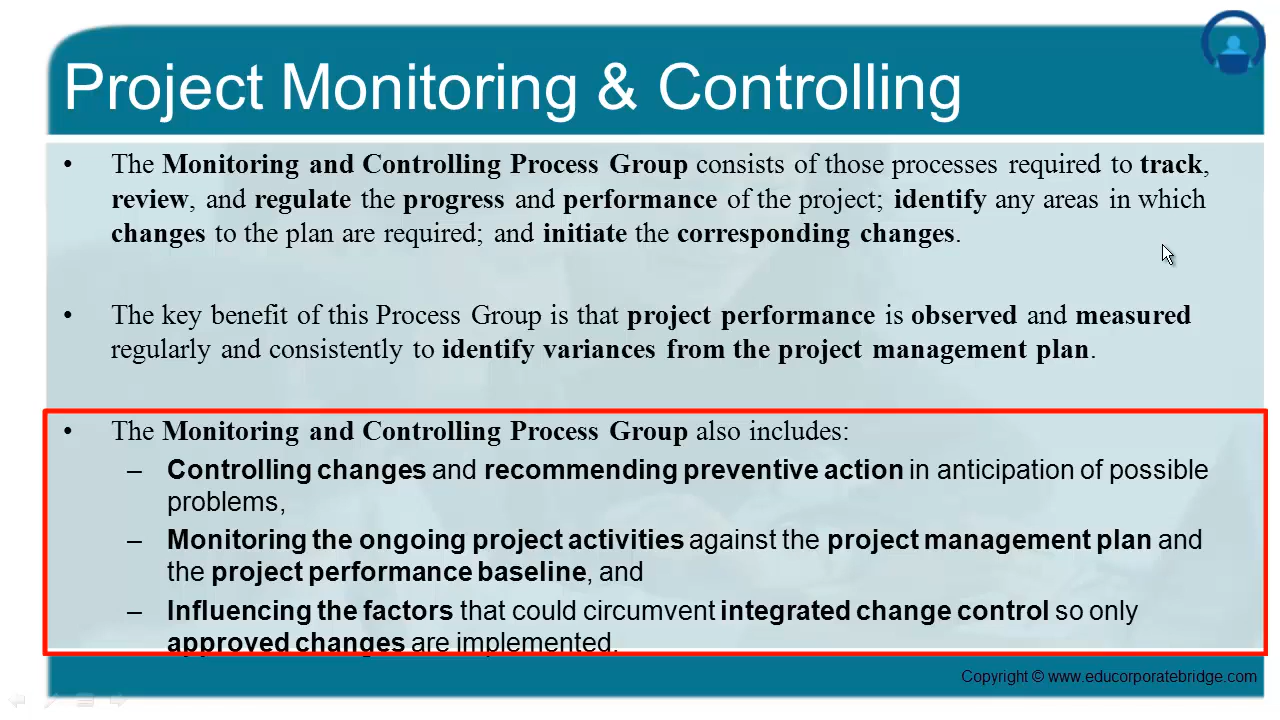 Project Monitoring & Controlling
• The Monitoring and Controlling Process Group consists of those processes required to track,
review, and regulate the progress and performance of the project; identify any areas in which
changes to the plan are required; and initiate the corresponding changes.
• The key benefit of this Process Group is that project performance is observed and measured
regularly and consistently to identify variances from the project management plan.
• The Monitoring and Controlling Process Group also includes:
– Controlling changes and recommending preventive action in anticipation of possible
problems,
– Monitoring the ongoing project activities against the project management plan and
the project performance baseline, and
– Influencing the factors that could circumvent integrated change control so only
approved changes are implemented.
Copyright © www.educorporatebridge.com